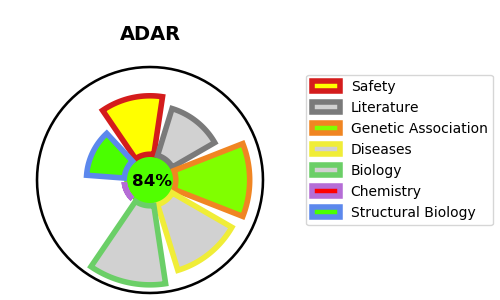 ADAR
84%
Safety
Literature
Genetic Association
Diseases
Biology
Chemistry
Structural Biology